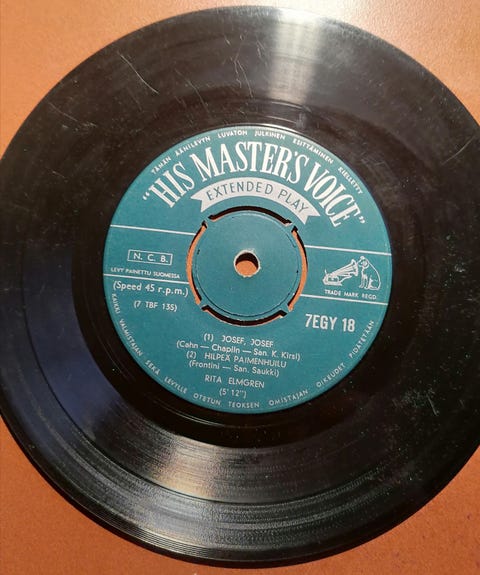 TÄMÄN ÄÄNILEVYN LUVATON JULKINEN ESITTÄMINEN KIELLETTY
"HIS MASTER'S VOICE"
EXTENDED PLAY
N. C. B.
LEVY PAINETTU SUOMESSA
(Speed 45 r.p.m.)
(7 TBF 135)
TRADE MARK REGD.
7EGY 18
(1) JOSEF, JOSEF
(Cahn — Chaplin — San. K. Kirsi)
(2) HILPEÄ PAIMENHUILU
(Frontini — San. Saukki)
RITA ELMGREN
(5' 12")
KAIKKI VALMISTAJAN SEKÄ LEVYLLE OTETUN TEOKSEN OMISTAJAN OIKEUDET PIDÄTETÄÄN